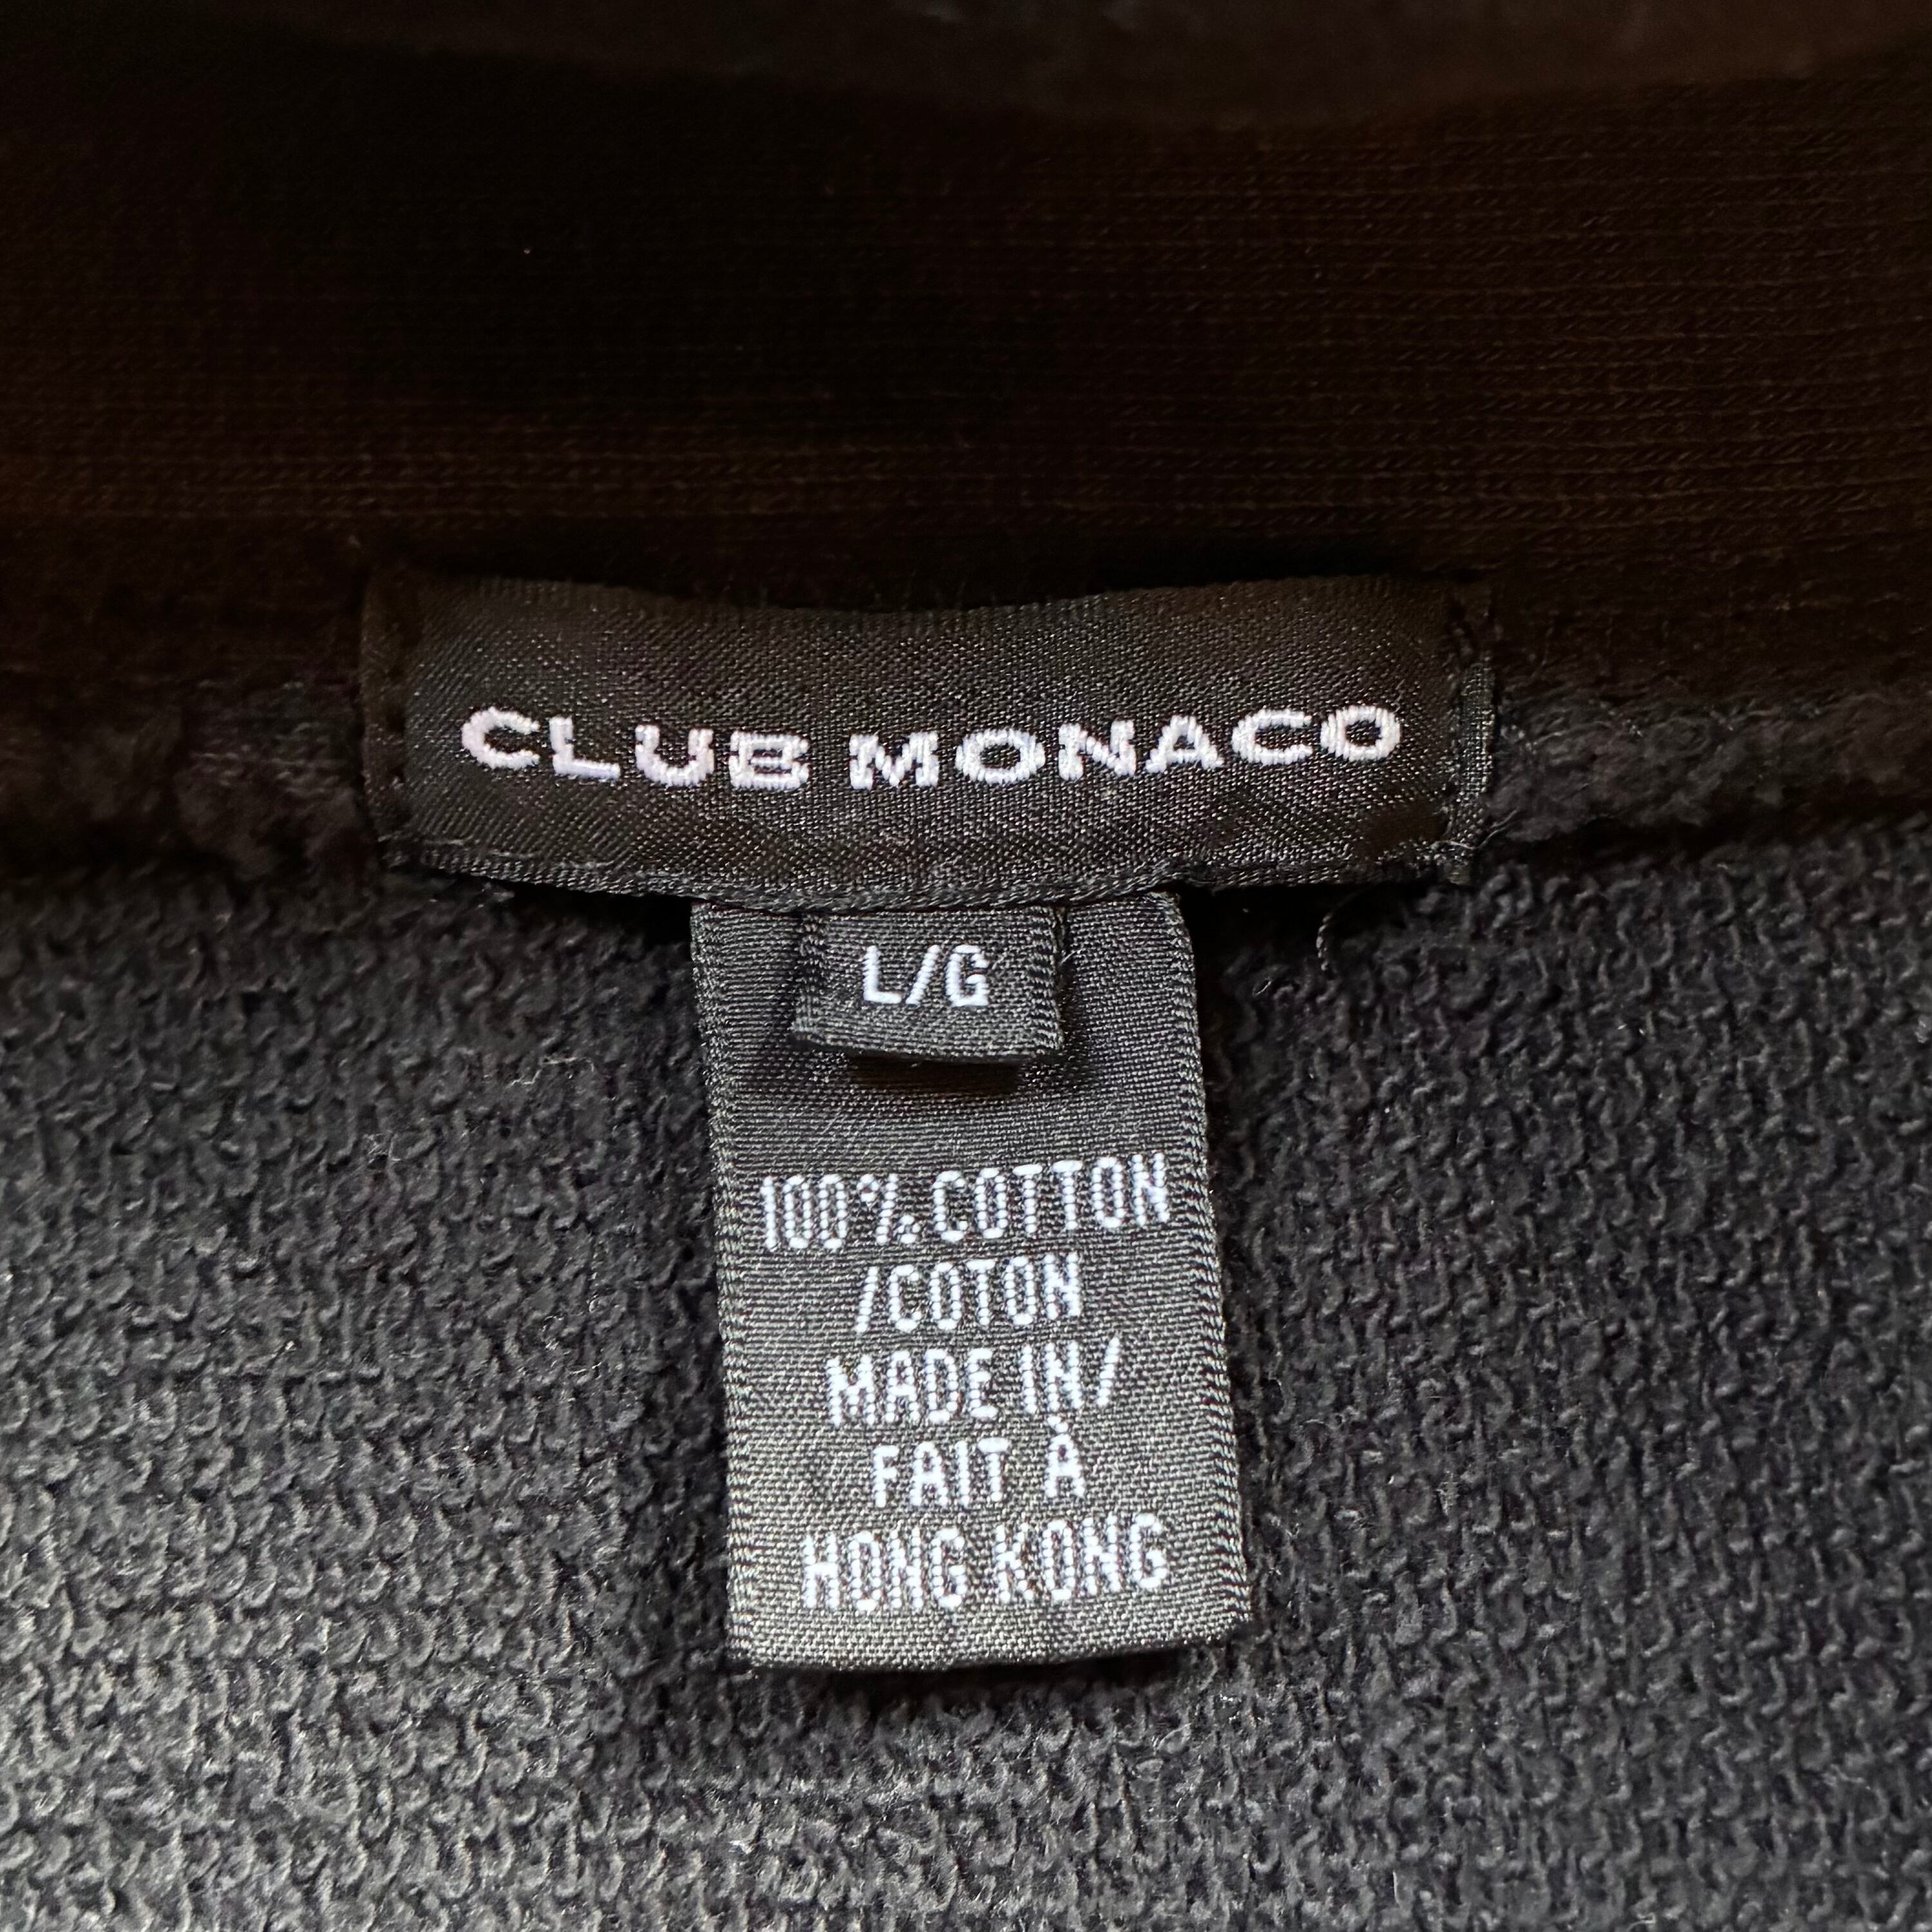 CLUB MONACO
L/G
100% COTTON
/COTON
MADE IN/
FAIT À
HONG KONG